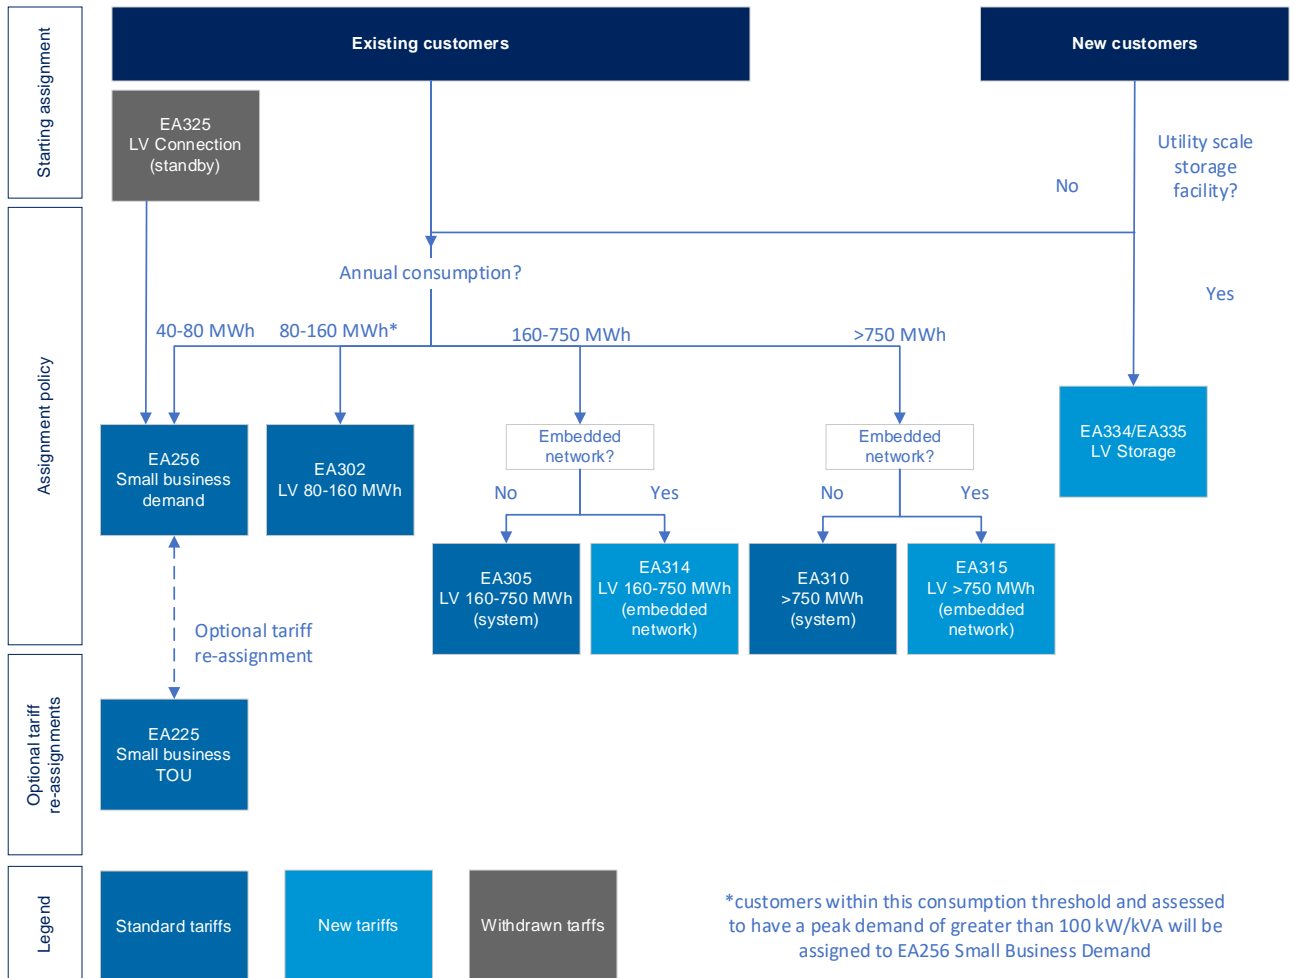 Starting assignment
Existing customers
New customers
EA325
LV Connection
(standby)
Utility scale
storage
facility?
No
Yes
Assignment policy
Annual consumption?
40-80 MWh
80-160 MWh*
160-750 MWh
>750 MWh
EA256
Small business
demand
EA302
LV 80-160 MWh
Embedded
network?
No
Yes
Embedded
network?
No
Yes
EA334/EA335
LV Storage
EA305
LV 160-750 MWh
(system)
EA314
LV 160-750 MWh
(embedded
network)
EA310
>750 MWh
(system)
EA315
LV >750 MWh
(embedded
network)
Optional tariff
re-assignment
Optional tariff
re-assignments
EA225
Small business
TOU
Legend
Standard tariffs
New tariffs
Withdrawn tariffs
*customers within this consumption threshold and assessed
to have a peak demand of greater than 100 kW/kVA will be
assigned to EA256 Small Business Demand